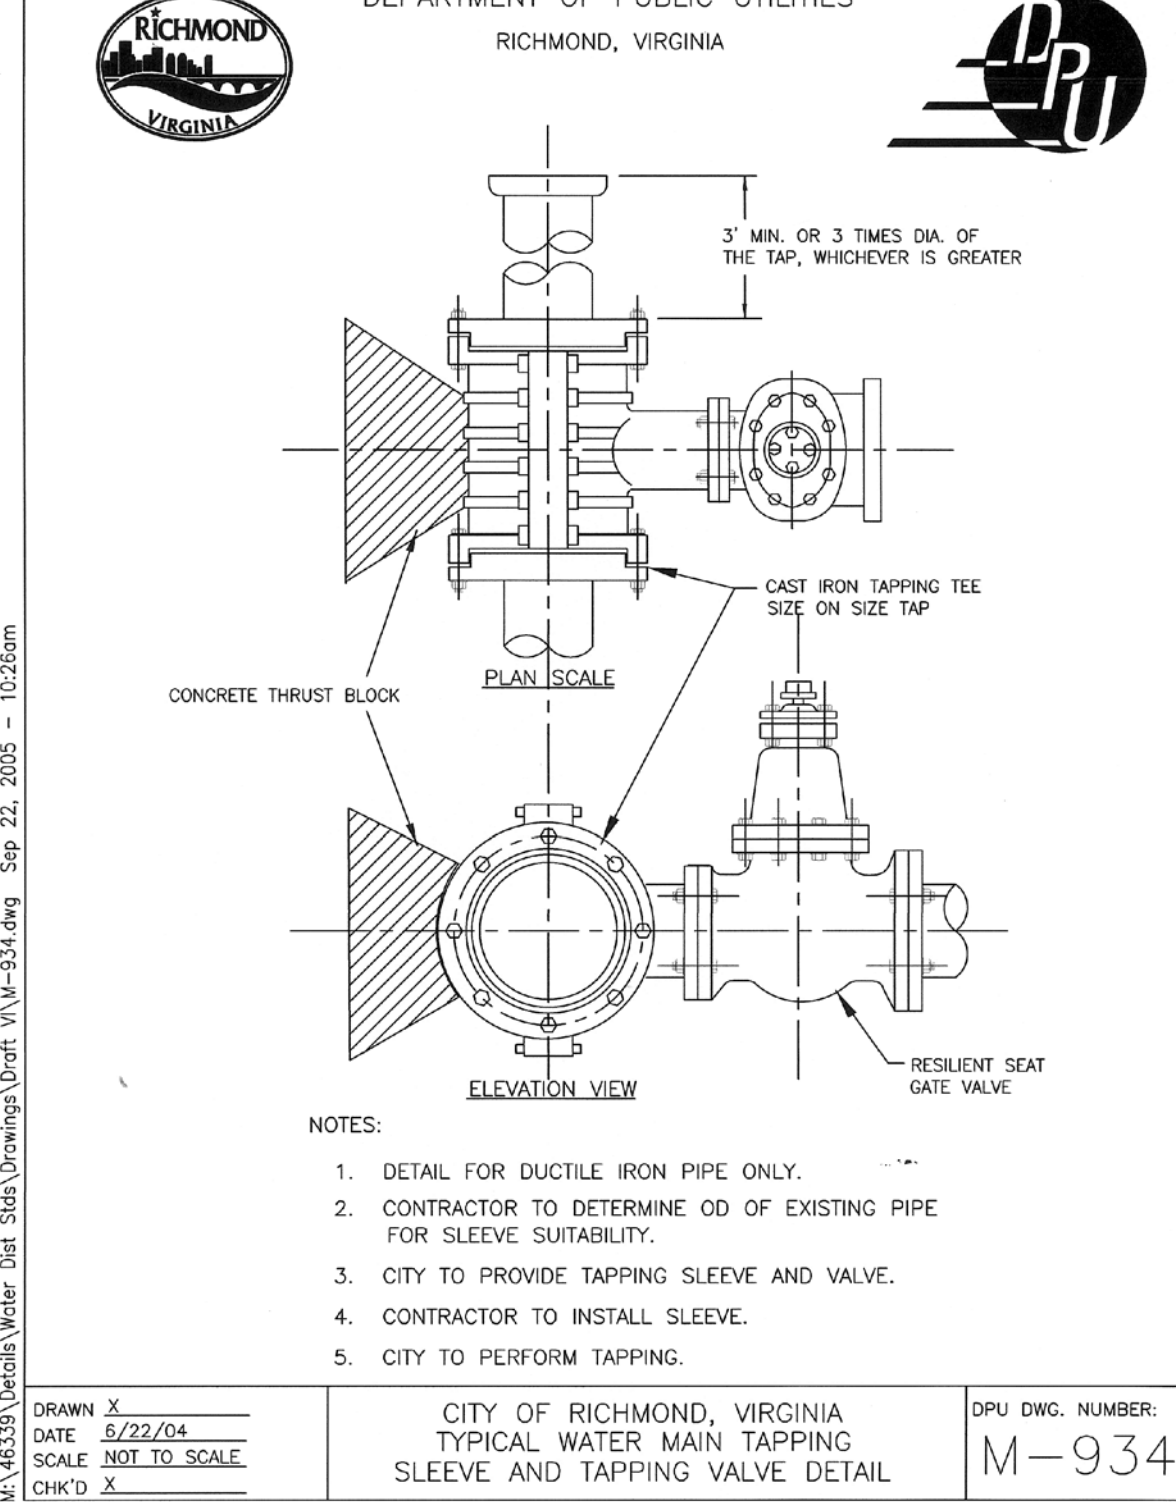 DEPARTMENT OF PUBLIC UTILITIES
RICHMOND, VIRGINIA
RICHMOND
VIRGINIA
DPU
3' MIN. OR 3 TIMES DIA. OF
THE TAP, WHICHEVER IS GREATER
CAST IRON TAPPING TEE
SIZE ON SIZE TAP
PLAN SCALE
CONCRETE THRUST BLOCK
RESILIENT SEAT
GATE VALVE
ELEVATION VIEW
NOTES:
1. DETAIL FOR DUCTILE IRON PIPE ONLY.
2. CONTRACTOR TO DETERMINE OD OF EXISTING PIPE
FOR SLEEVE SUITABILITY.
3. CITY TO PROVIDE TAPPING SLEEVE AND VALVE.
4. CONTRACTOR TO INSTALL SLEEVE.
5. CITY TO PERFORM TAPPING.
M:\46339\Details\Water Dist Stds\Drawings\Draft VI\M-934.dwg Sep 22, 2005 - 10:26am
DRAWN X
DATE 6/22/04
SCALE NOT TO SCALE
CHK'D X
CITY OF RICHMOND, VIRGINIA
TYPICAL WATER MAIN TAPPING
SLEEVE AND TAPPING VALVE DETAIL
DPU DWG. NUMBER:
M-934